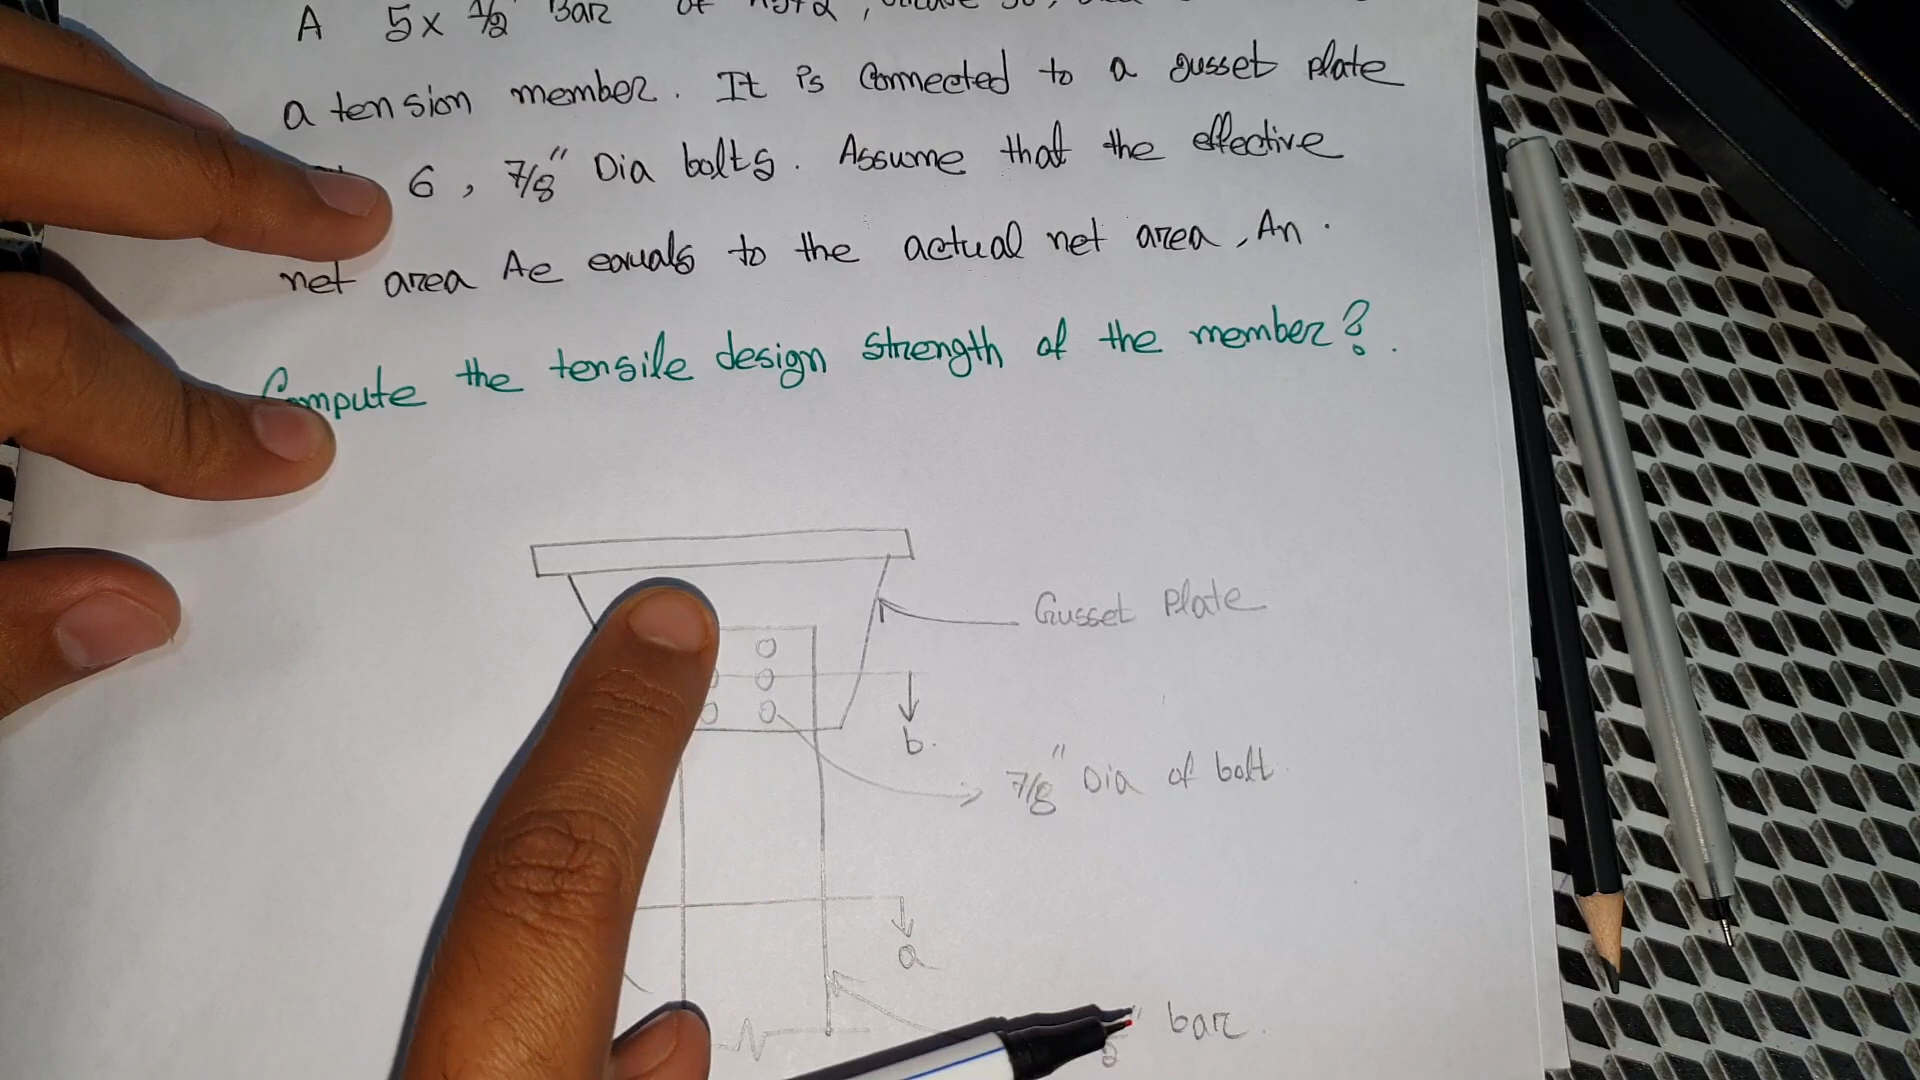 A 5x 1/2" Bar of
a tension member. It is connected to a gusset plate
6, 7/8" Dia bolts. Assume that the effective
net area Ae equals to the actual net area, An.
Compute the tensile design strength of the member?.
Gusset Plate
b.
7/8" Dia of bolt.
a
bar.